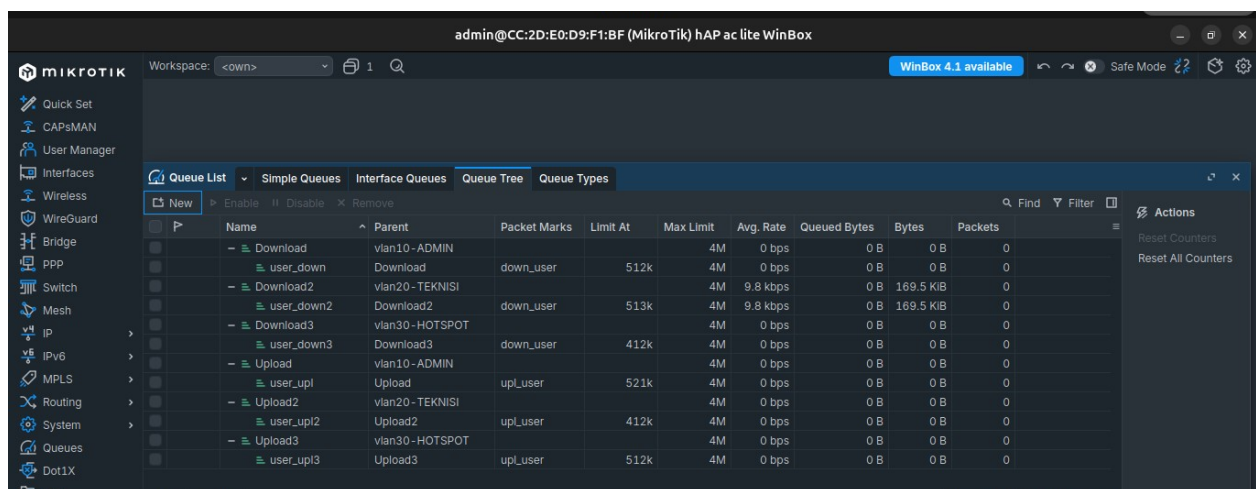 admin@CC:2D:E0:D9:F1:BF (MikroTik) hAP ac lite WinBox
MIKROTIK
Workspace: <own> 1 WinBox 4.1 available Safe Mode
Quick Set
CAPsMAN
User Manager
Interfaces
Wireless
WireGuard
Bridge
PPP
Switch
Mesh
v4 IP
v6 IPv6
MPLS
Routing
System
Queues
Dot1X
Queue List Simple Queues Interface Queues Queue Tree Queue Types
New Enable Disable Remove Find Filter
Name Parent Packet Marks Limit At Max Limit Avg. Rate Queued Bytes Bytes Packets
Download vlan10-ADMIN 4M 0 bps 0 B 0 B 0
user_down Download down_user 512k 4M 0 bps 0 B 0 B 0
Download2 vlan20-TEKNISI 4M 9.8 kbps 0 B 169.5 KiB 0
user_down2 Download2 down_user 513k 4M 9.8 kbps 0 B 169.5 KiB 0
Download3 vlan30-HOTSPOT 4M 0 bps 0 B 0 B 0
user_down3 Download3 down_user 412k 4M 0 bps 0 B 0 B 0
Upload vlan10-ADMIN 4M 0 bps 0 B 0 B 0
user_upl Upload upl_user 521k 4M 0 bps 0 B 0 B 0
Upload2 vlan20-TEKNISI 4M 0 bps 0 B 0 B 0
user_upl2 Upload2 upl_user 412k 4M 0 bps 0 B 0 B 0
Upload3 vlan30-HOTSPOT 4M 0 bps 0 B 0 B 0
user_upl3 Upload3 upl_user 512k 4M 0 bps 0 B 0 B 0
Actions
Reset Counters
Reset All Counters